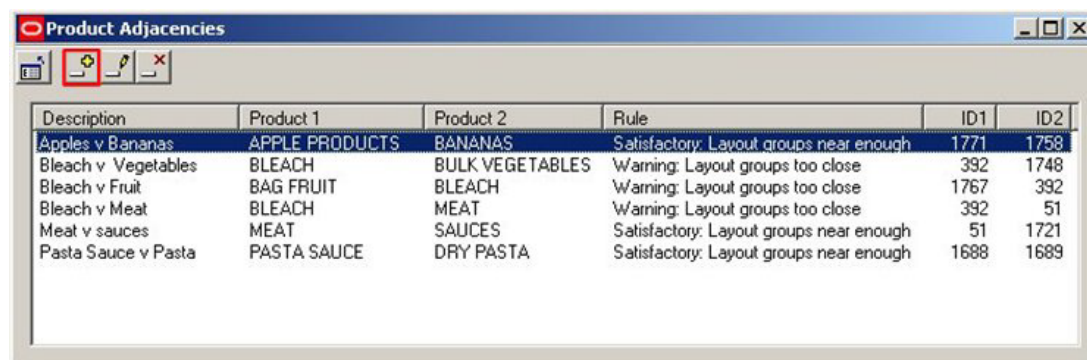 Product Adjacencies
Description Product 1 Product 2 Rule ID1 ID2
Apples v Bananas APPLE PRODUCTS BANANAS Satisfactory: Layout groups near enough 1771 1758
Bleach v Vegetables BLEACH BULK VEGETABLES Warning: Layout groups too close 392 1748
Bleach v Fruit BAG FRUIT BLEACH Warning: Layout groups too close 1767 392
Bleach v Meat BLEACH MEAT Warning: Layout groups too close 392 51
Meat v sauces MEAT SAUCES Satisfactory: Layout groups near enough 51 1721
Pasta Sauce v Pasta PASTA SAUCE DRY PASTA Satisfactory: Layout groups near enough 1688 1689